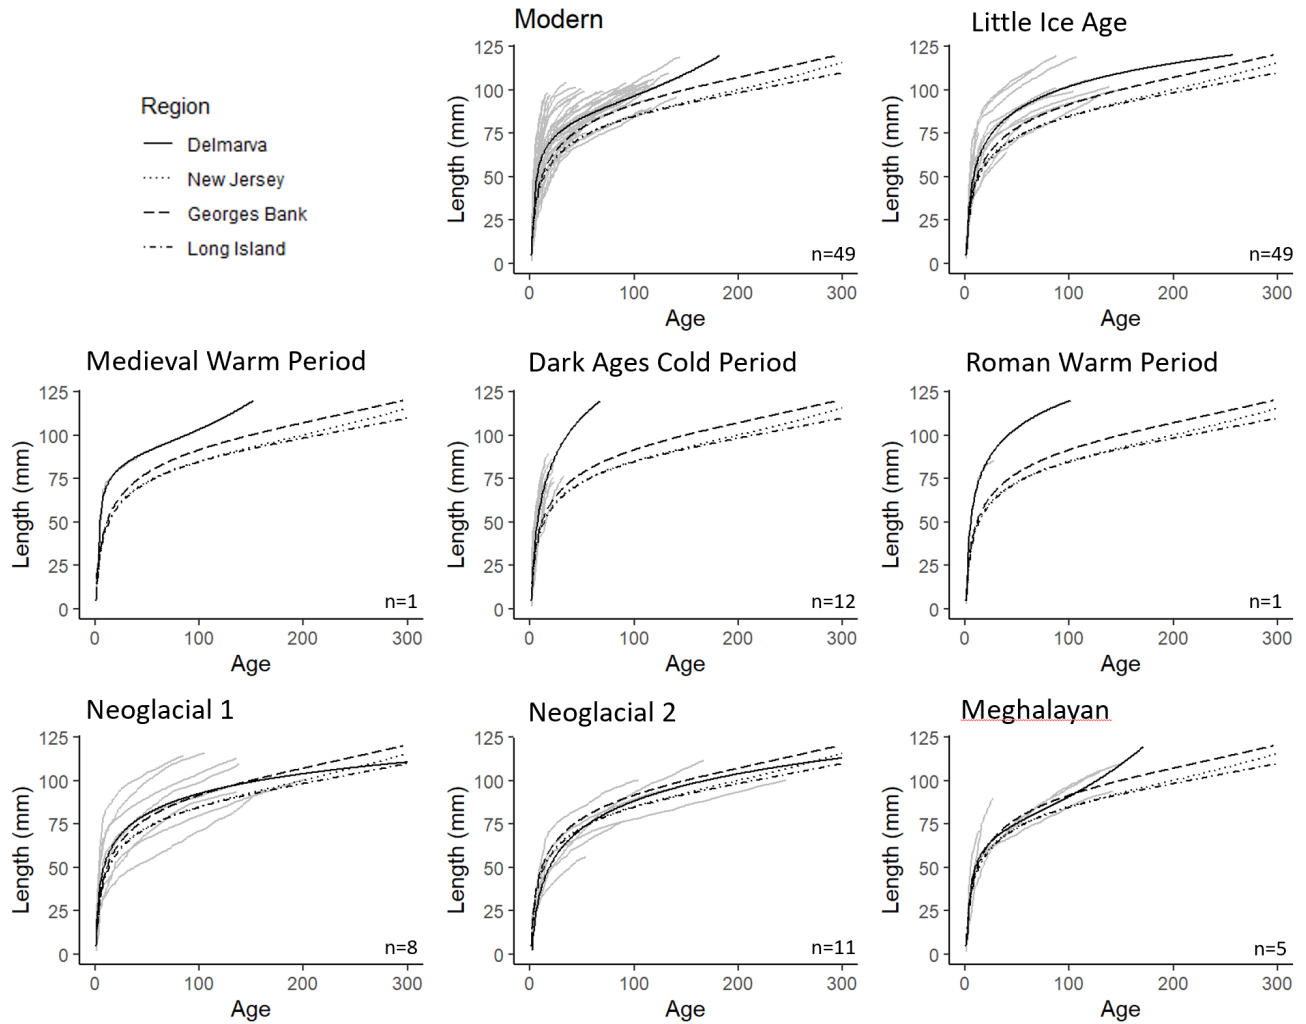 Modern
Little Ice Age
Region
Delmarva
New Jersey
Georges Bank
Long Island
125
100
75
50
25
0
Length (mm)
n=49
0 100 200 300
Age
125
100
75
50
25
0
Length (mm)
n=49
0 100 200 300
Age
Medieval Warm Period
Dark Ages Cold Period
Roman Warm Period
125
100
75
50
25
0
Length (mm)
n=1
0 100 200 300
Age
125
100
75
50
25
0
Length (mm)
n=12
0 100 200 300
Age
125
100
75
50
25
0
Length (mm)
n=1
0 100 200 300
Age
Neoglacial 1
Neoglacial 2
Meghalayan
125
100
75
50
25
0
Length (mm)
n=8
0 100 200 300
Age
125
100
75
50
25
0
Length (mm)
n=11
0 100 200 300
Age
125
100
75
50
25
0
Length (mm)
n=5
0 100 200 300
Age